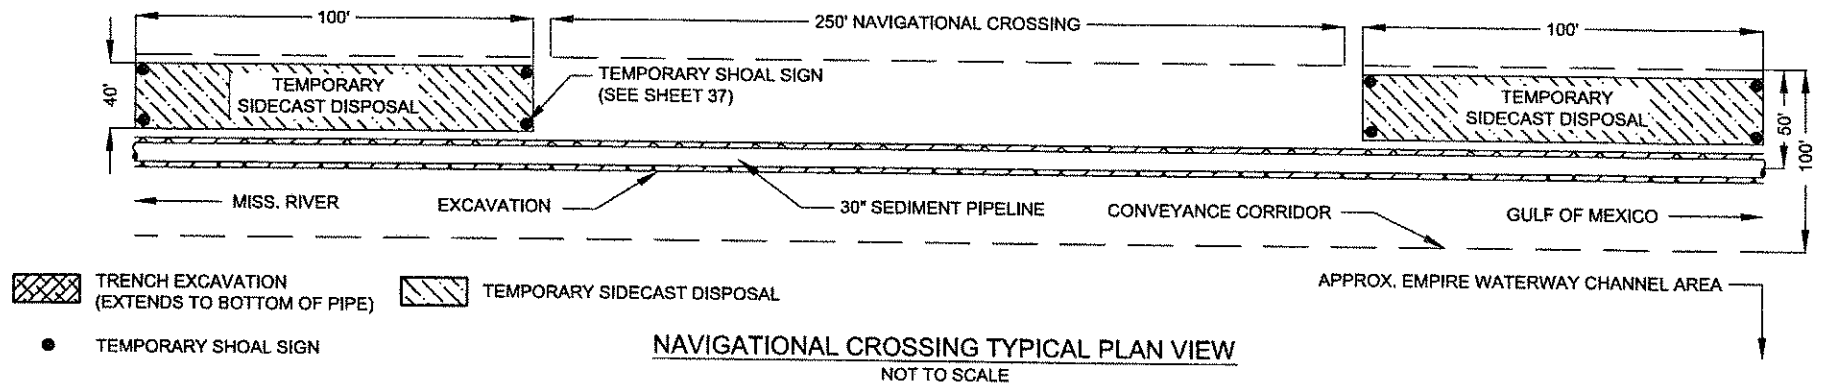 100'
250' NAVIGATIONAL CROSSING
100'
40'
TEMPORARY
SIDECAST DISPOSAL
TEMPORARY SHOAL SIGN
(SEE SHEET 37)
TEMPORARY
SIDECAST DISPOSAL
50'
100'
MISS. RIVER
EXCAVATION
30" SEDIMENT PIPELINE
CONVEYANCE CORRIDOR
GULF OF MEXICO
TRENCH EXCAVATION
(EXTENDS TO BOTTOM OF PIPE)
TEMPORARY SIDECAST DISPOSAL
APPROX. EMPIRE WATERWAY CHANNEL AREA
TEMPORARY SHOAL SIGN
NAVIGATIONAL CROSSING TYPICAL PLAN VIEW
NOT TO SCALE